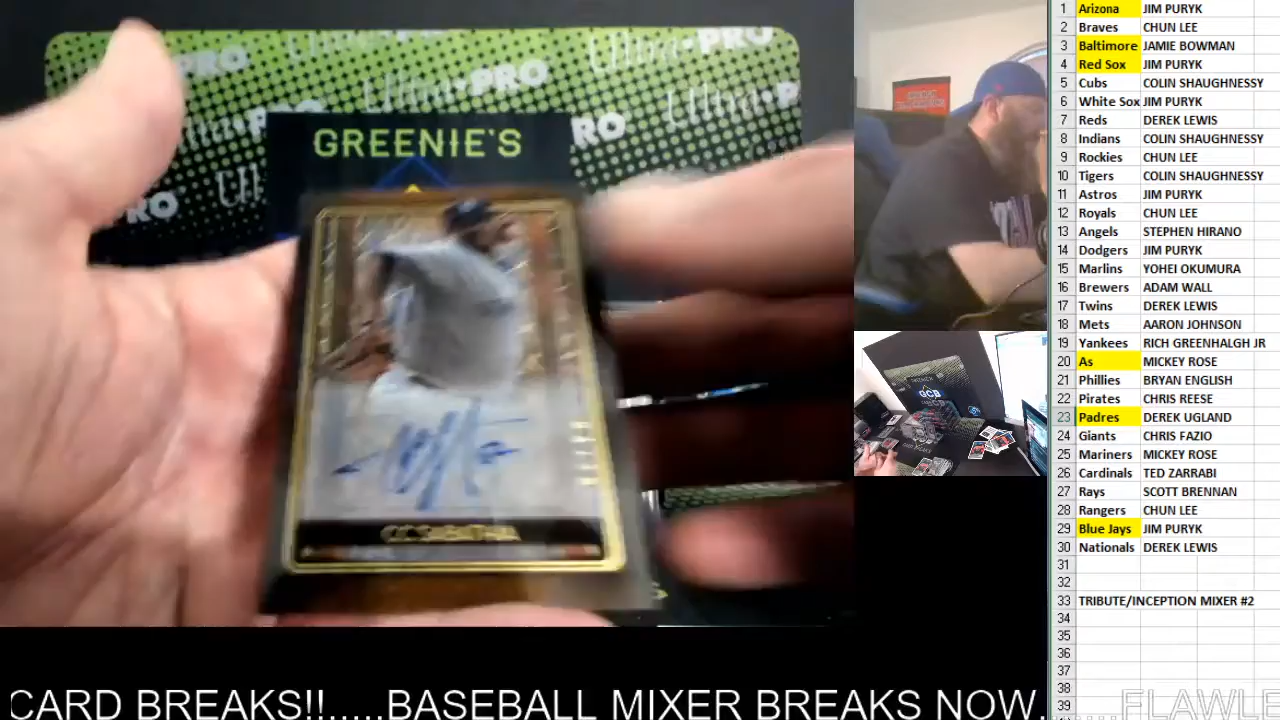 Ultra·PRO
PRO
GREENIE'S
CC SABATHIA
GCB
1 Arizona JIM PURYK
2 Braves CHUN LEE
3 Baltimore JAMIE BOWMAN
4 Red Sox JIM PURYK
5 Cubs COLIN SHAUGHNESSY
6 White Sox JIM PURYK
7 Reds DEREK LEWIS
8 Indians COLIN SHAUGHNESSY
9 Rockies CHUN LEE
10 Tigers COLIN SHAUGHNESSY
11 Astros JIM PURYK
12 Royals CHUN LEE
13 Angels STEPHEN HIRANO
14 Dodgers JIM PURYK
15 Marlins YOHEI OKUMURA
16 Brewers ADAM WALL
17 Twins DEREK LEWIS
18 Mets AARON JOHNSON
19 Yankees RICH GREENHALGH JR
20 As MICKEY ROSE
21 Phillies BRYAN ENGLISH
22 Pirates CHRIS REESE
23 Padres DEREK UGLAND
24 Giants CHRIS FAZIO
25 Mariners MICKEY ROSE
26 Cardinals TED ZARRABI
27 Rays SCOTT BRENNAN
28 Rangers CHUN LEE
29 Blue Jays JIM PURYK
30 Nationals DEREK LEWIS
31
32
33 TRIBUTE/INCEPTION MIXER #2
34
35
36
37
38
39
CARD BREAKS!!.....BASEBALL MIXER BREAKS NOW........FLAWLE